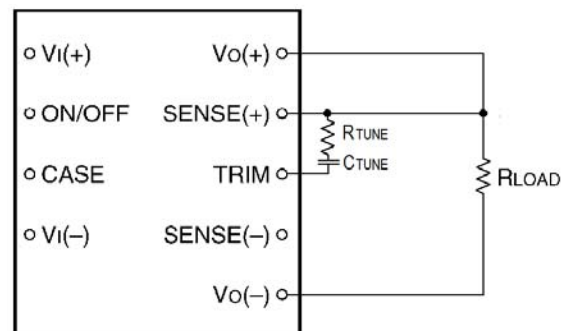 VI(+)
VO(+)
ON/OFF
SENSE(+)
RTUNE
CTUNE
CASE
TRIM
RLOAD
VI(–)
SENSE(–)
VO(–)